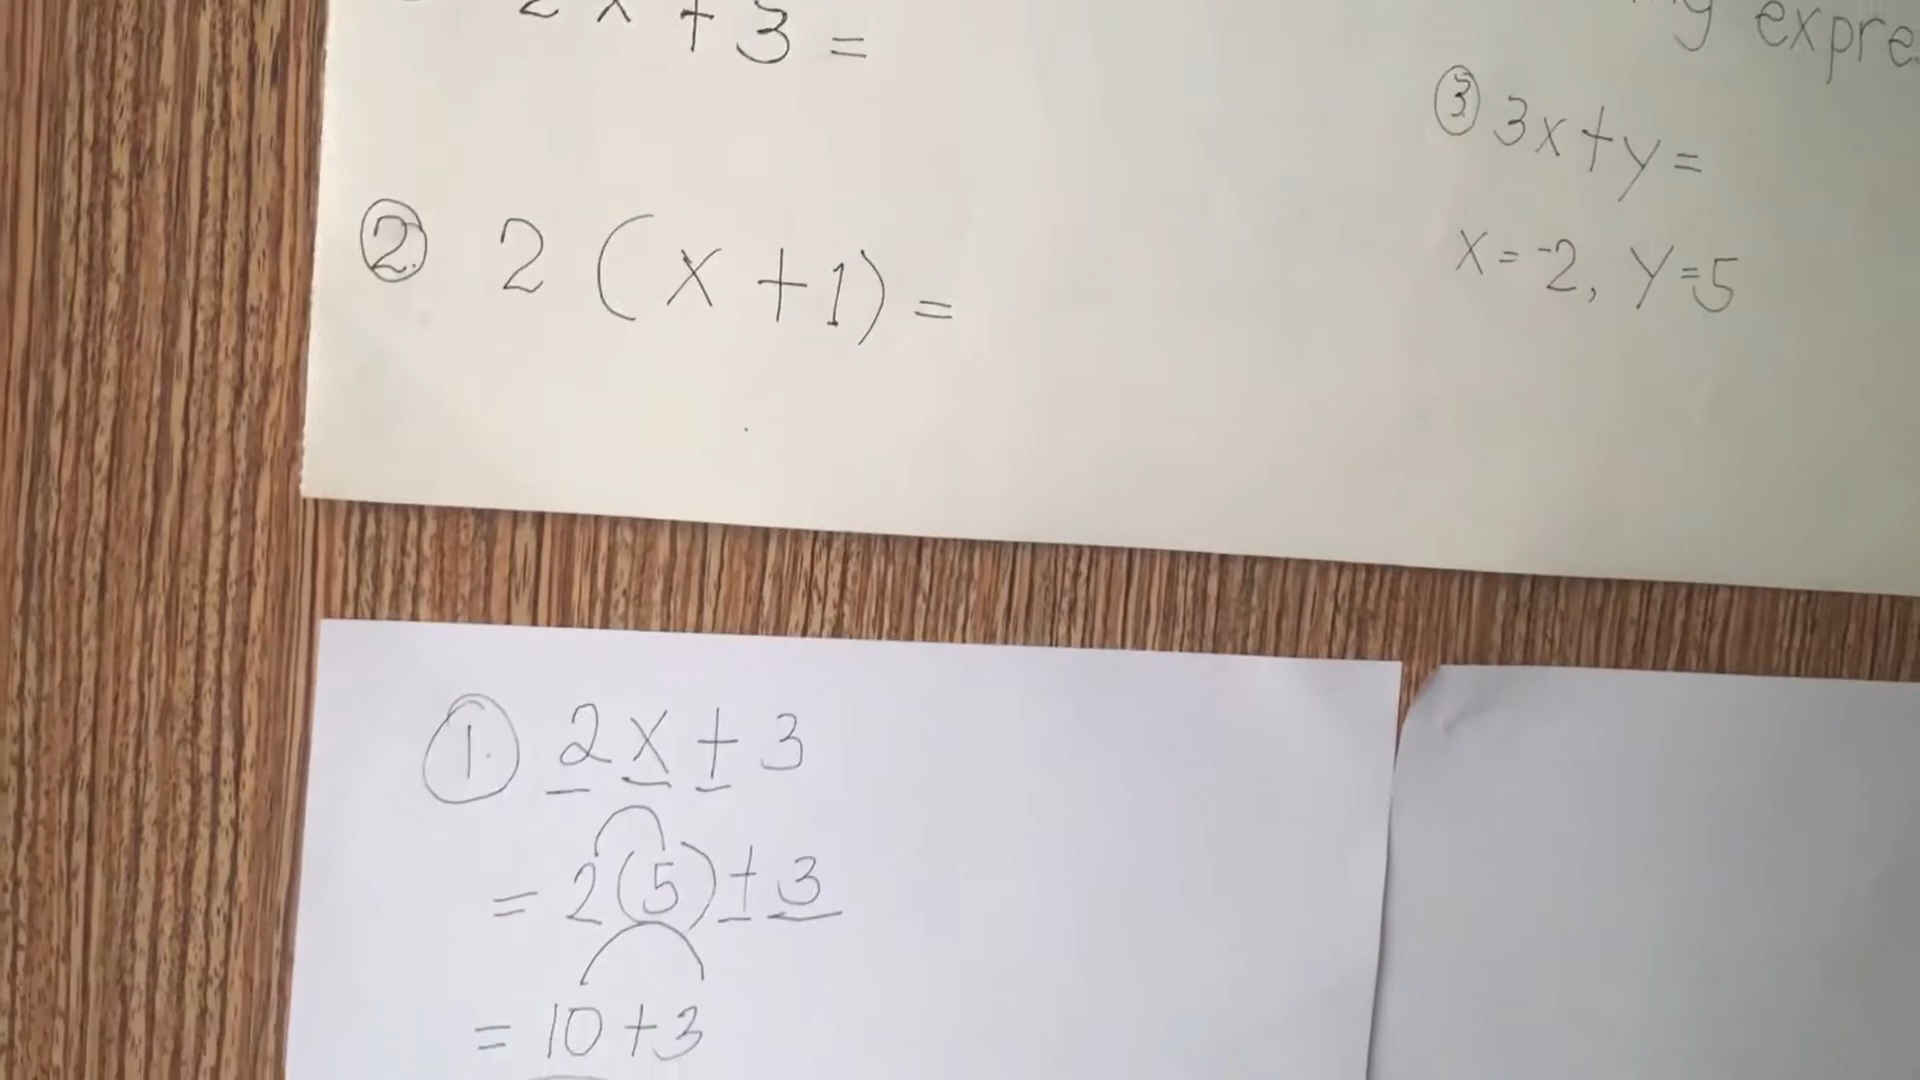 2x + 3 =
② 2 (x + 1) =
expre
③ 3x + y =
x = -2, y = 5
① 2x + 3
= 2(5) + 3
= 10 + 3